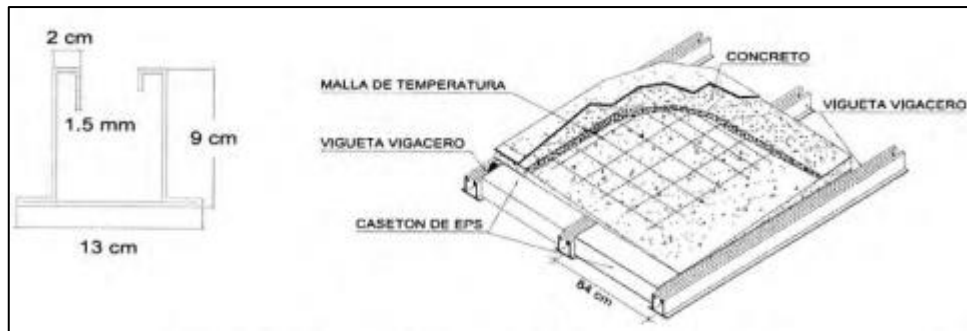 2 cm
1.5 mm
9 cm
13 cm
CONCRETO
MALLA DE TEMPERATURA
VIGUETA VIGACERO
VIGUETA VIGACERO
CASETON DE EPS
84 cm